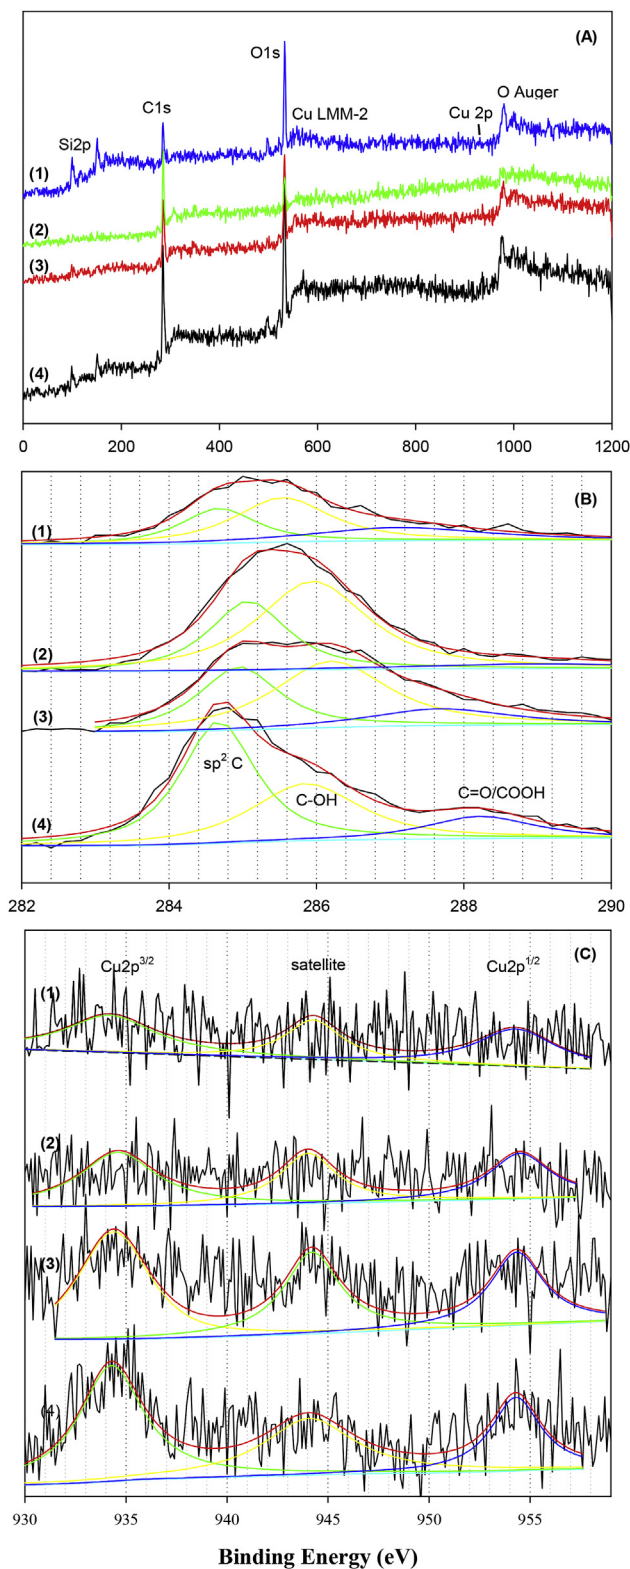 (A)
O1s
O Auger
C1s
Cu LMM-2
Cu 2p
Si2p
(1)
(2)
(3)
(4)
0 200 400 600 800 1000 1200
(B)
(1)
(2)
(3)
sp2 C
C=O/COOH
C-OH
(4)
282 284 286 288 290
(C)
Cu2p3/2 satellite Cu2p1/2
(1)
(2)
(3)
(4)
930 935 940 945 950 955
Binding Energy (eV)